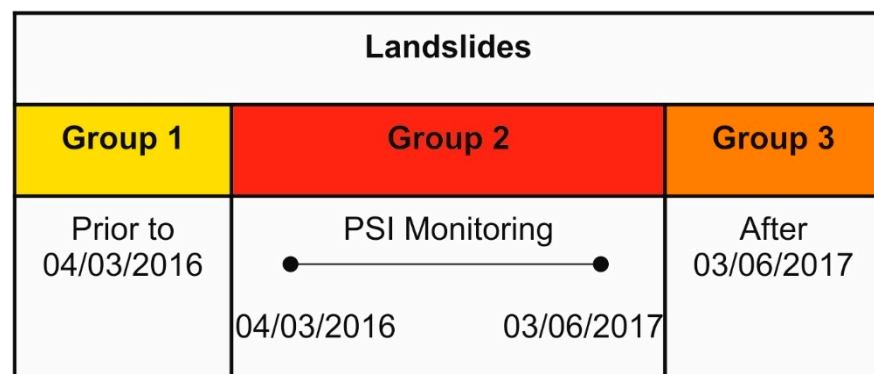 Landslides
Group 1 Group 2 Group 3
Prior to PSI Monitoring After
04/03/2016 03/06/2017
04/03/2016 03/06/2017